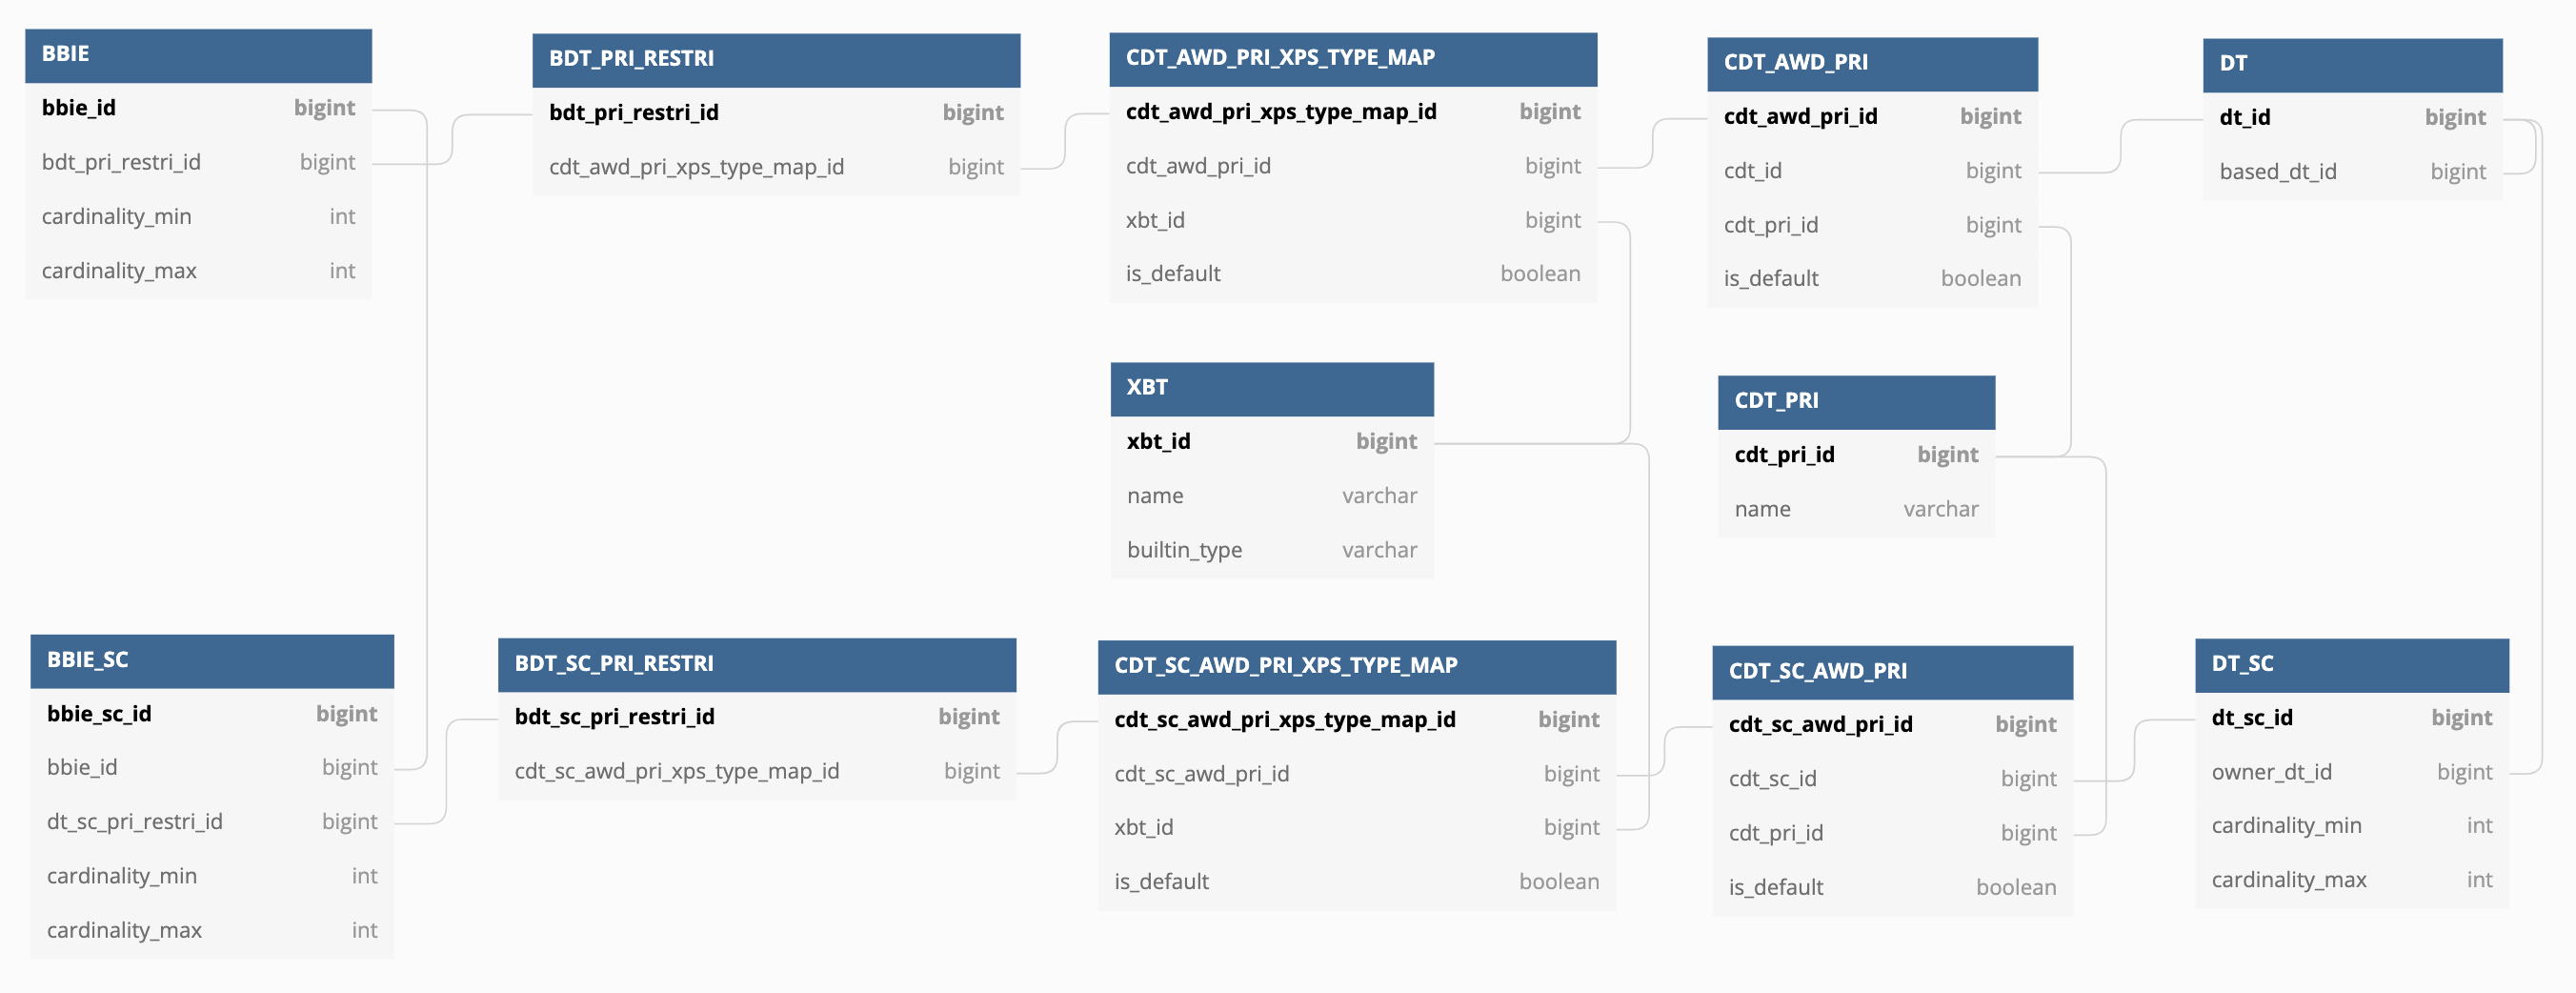 BBIE
bbie_id bigint
bdt_pri_restri_id bigint
cardinality_min int
cardinality_max int
BDT_PRI_RESTRI
bdt_pri_restri_id bigint
cdt_awd_pri_xps_type_map_id bigint
CDT_AWD_PRI_XPS_TYPE_MAP
cdt_awd_pri_xps_type_map_id bigint
cdt_awd_pri_id bigint
xbt_id bigint
is_default boolean
CDT_AWD_PRI
cdt_awd_pri_id bigint
cdt_id bigint
cdt_pri_id bigint
is_default boolean
DT
dt_id bigint
based_dt_id bigint
XBT
xbt_id bigint
name varchar
builtin_type varchar
CDT_PRI
cdt_pri_id bigint
name varchar
BBIE_SC
bbie_sc_id bigint
bbie_id bigint
dt_sc_pri_restri_id bigint
cardinality_min int
cardinality_max int
BDT_SC_PRI_RESTRI
bdt_sc_pri_restri_id bigint
cdt_sc_awd_pri_xps_type_map_id bigint
CDT_SC_AWD_PRI_XPS_TYPE_MAP
cdt_sc_awd_pri_xps_type_map_id bigint
cdt_sc_awd_pri_id bigint
xbt_id bigint
is_default boolean
CDT_SC_AWD_PRI
cdt_sc_awd_pri_id bigint
cdt_sc_id bigint
cdt_pri_id bigint
is_default boolean
DT_SC
dt_sc_id bigint
owner_dt_id bigint
cardinality_min int
cardinality_max int